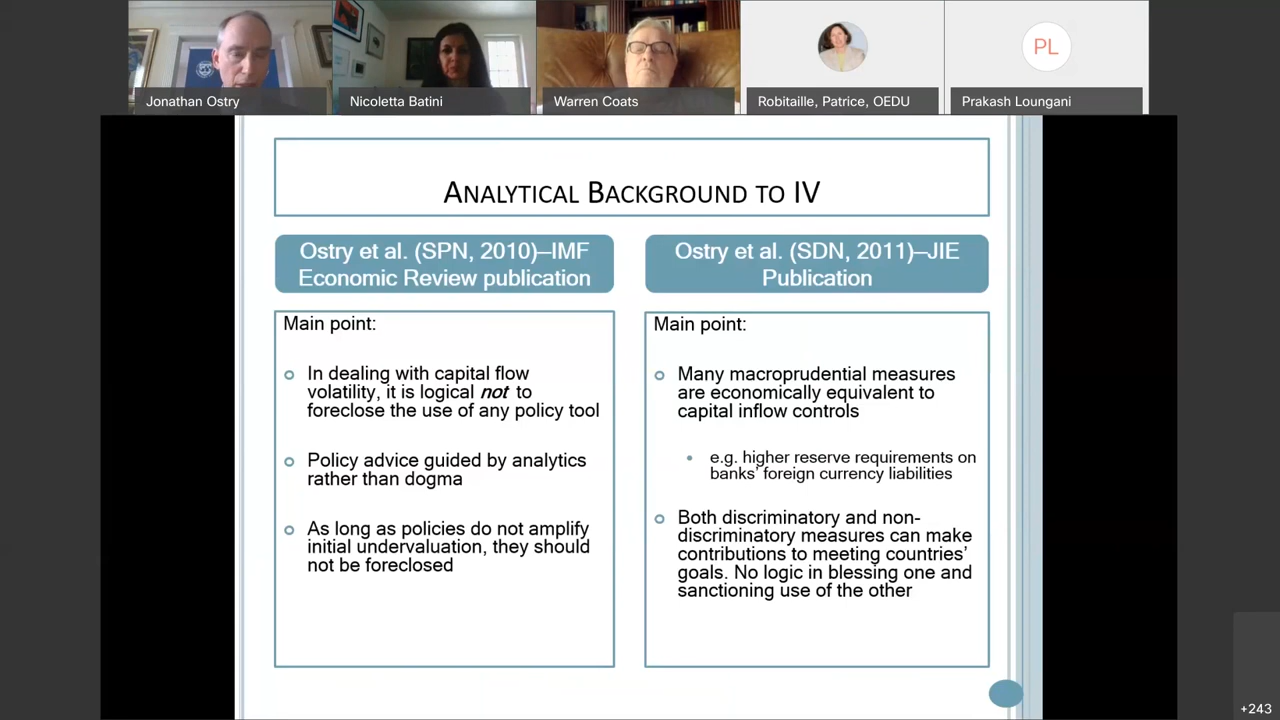 Jonathan Ostry
Nicoletta Batini
Warren Coats
Robitaille, Patrice, OEDU
PL
Prakash Loungani
ANALYTICAL BACKGROUND TO IV
Ostry et al. (SPN, 2010)–IMF
Economic Review publication
Main point:
In dealing with capital flow
volatility, it is logical not to
foreclose the use of any policy tool
Policy advice guided by analytics
rather than dogma
As long as policies do not amplify
initial undervaluation, they should
not be foreclosed
Ostry et al. (SDN, 2011)–JIE
Publication
Main point:
Many macroprudential measures
are economically equivalent to
capital inflow controls
e.g. higher reserve requirements on
banks' foreign currency liabilities
Both discriminatory and non-
discriminatory measures can make
contributions to meeting countries'
goals. No logic in blessing one and
sanctioning use of the other
+243